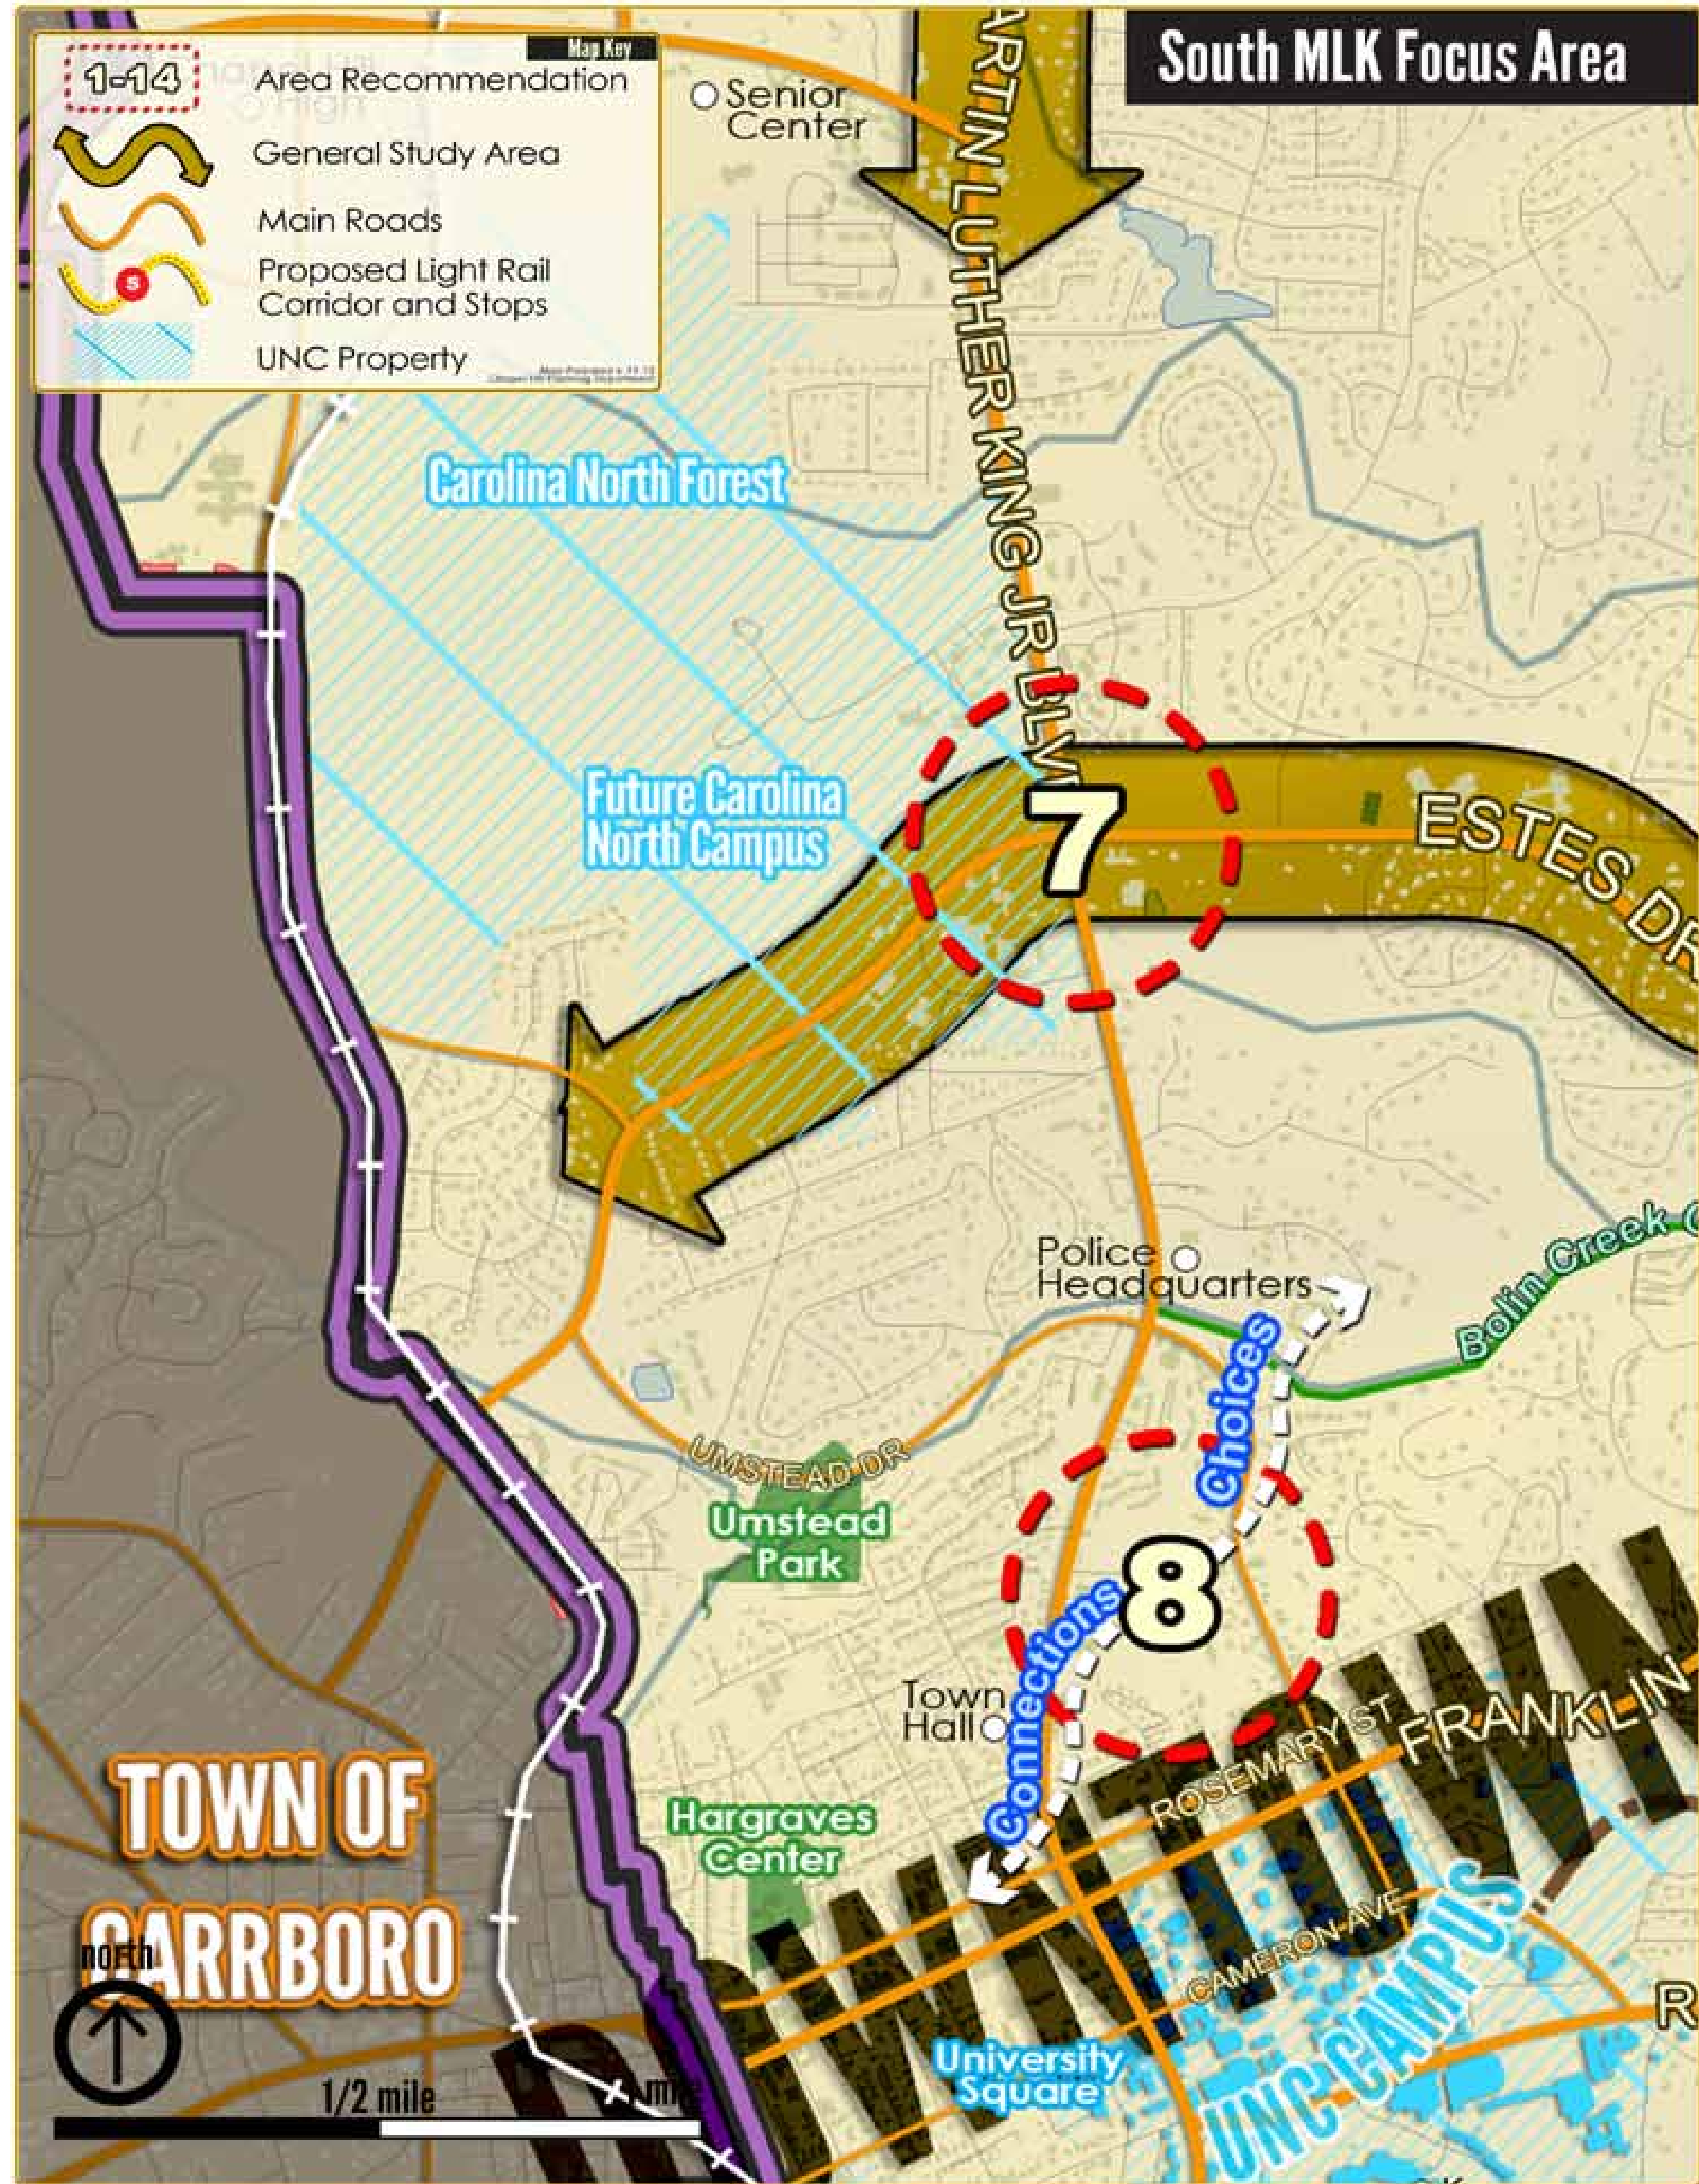 South MLK Focus Area
Map Key
1-14
Area Recommendation
General Study Area
Main Roads
S
Proposed Light Rail
Corridor and Stops
UNC Property
Senior
Center
ARTIN LUTHER KING JR BLV
Carolina North Forest
Future Carolina
North Campus
7
ESTES DR
Police
Headquarters
Bolin Creek
Choices
UMSTEAD DR
Umstead
Park
8
Connections
Town
Hall
ROSEMARY ST
FRANKLIN
DOWNTOWN
TOWN OF
CARRBORO
Hargraves
Center
CAMERON AVE
north
University
Square
UNC CAMPUS
R
1/2 mile